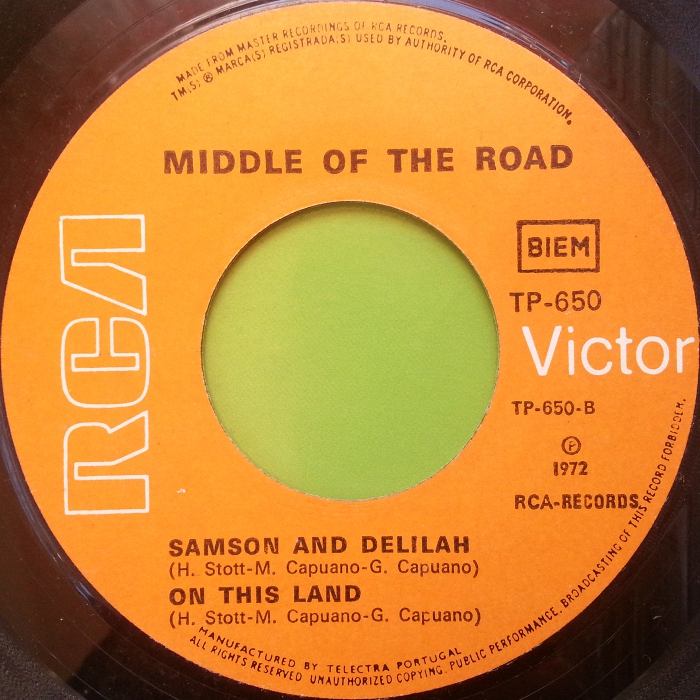 MADE FROM MASTER RECORDINGS OF RCA RECORDS.
TM.(S) ® MARCA(S) REGISTRADA(S) USED BY AUTHORITY OF RCA CORPORATION.
MIDDLE OF THE ROAD
RCA
BIEM
TP-650
Victor
TP-650-B
℗
1972
RCA-RECORDS
SAMSON AND DELILAH
(H. Stott-M. Capuano-G. Capuano)
ON THIS LAND
(H. Stott-M. Capuano-G. Capuano)
MANUFACTURED BY TELECTRA PORTUGAL
ALL RIGHTS RESERVED UNAUTHORIZED COPYING. PUBLIC PERFORMANCE. BROADCASTING OF THIS RECORD FORBIDDEN.